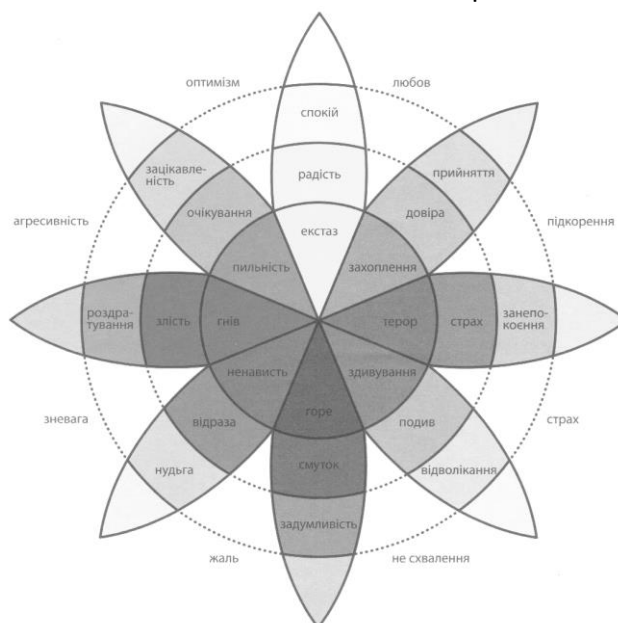 оптимізм
любов
спокій
зацікавле-
ність
прийняття
радість
очікування
довіра
агресивність
підкорення
екстаз
пильність
захоплення
роздра-
тування
злість
гнів
терор
страх
занепо-
коєння
ненависть
здивування
зневага
відраза
горе
подив
страх
нудьга
смуток
відволікання
задумливість
жаль
не схвалення